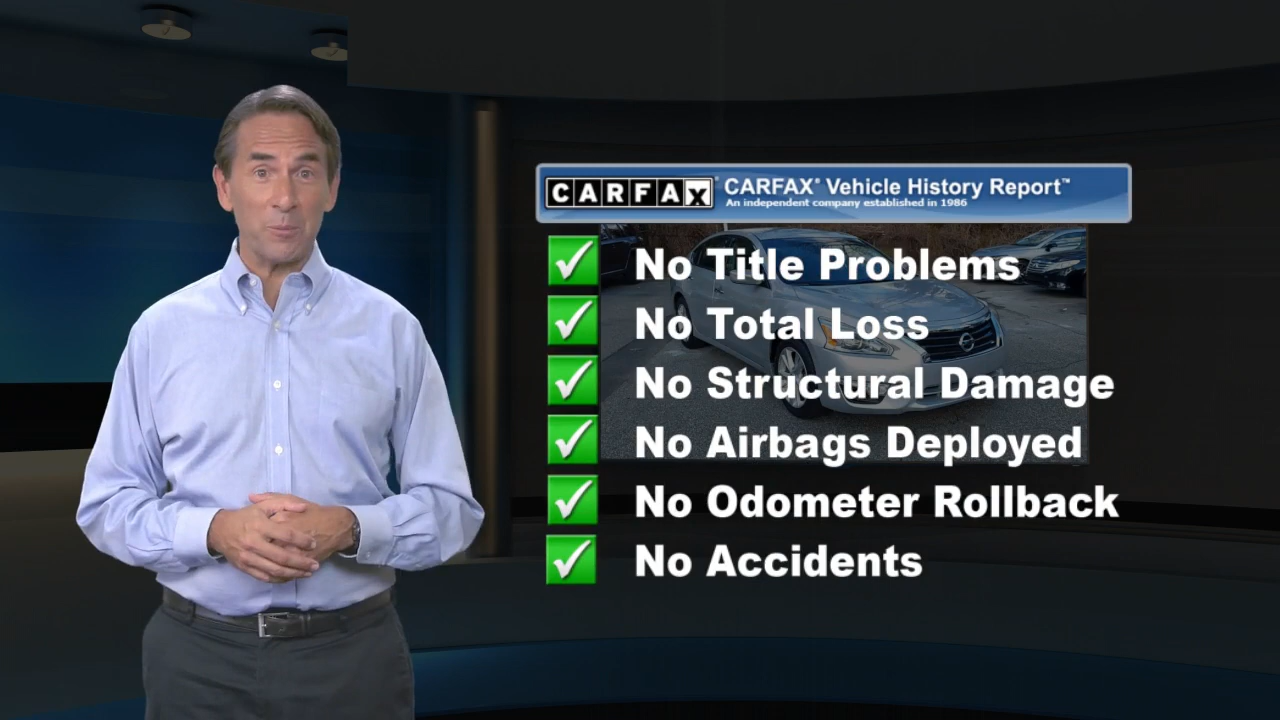 CARFAX® CARFAX® Vehicle History Report™
An independent company established in 1986
No Title Problems
No Total Loss
No Structural Damage
No Airbags Deployed
No Odometer Rollback
No Accidents